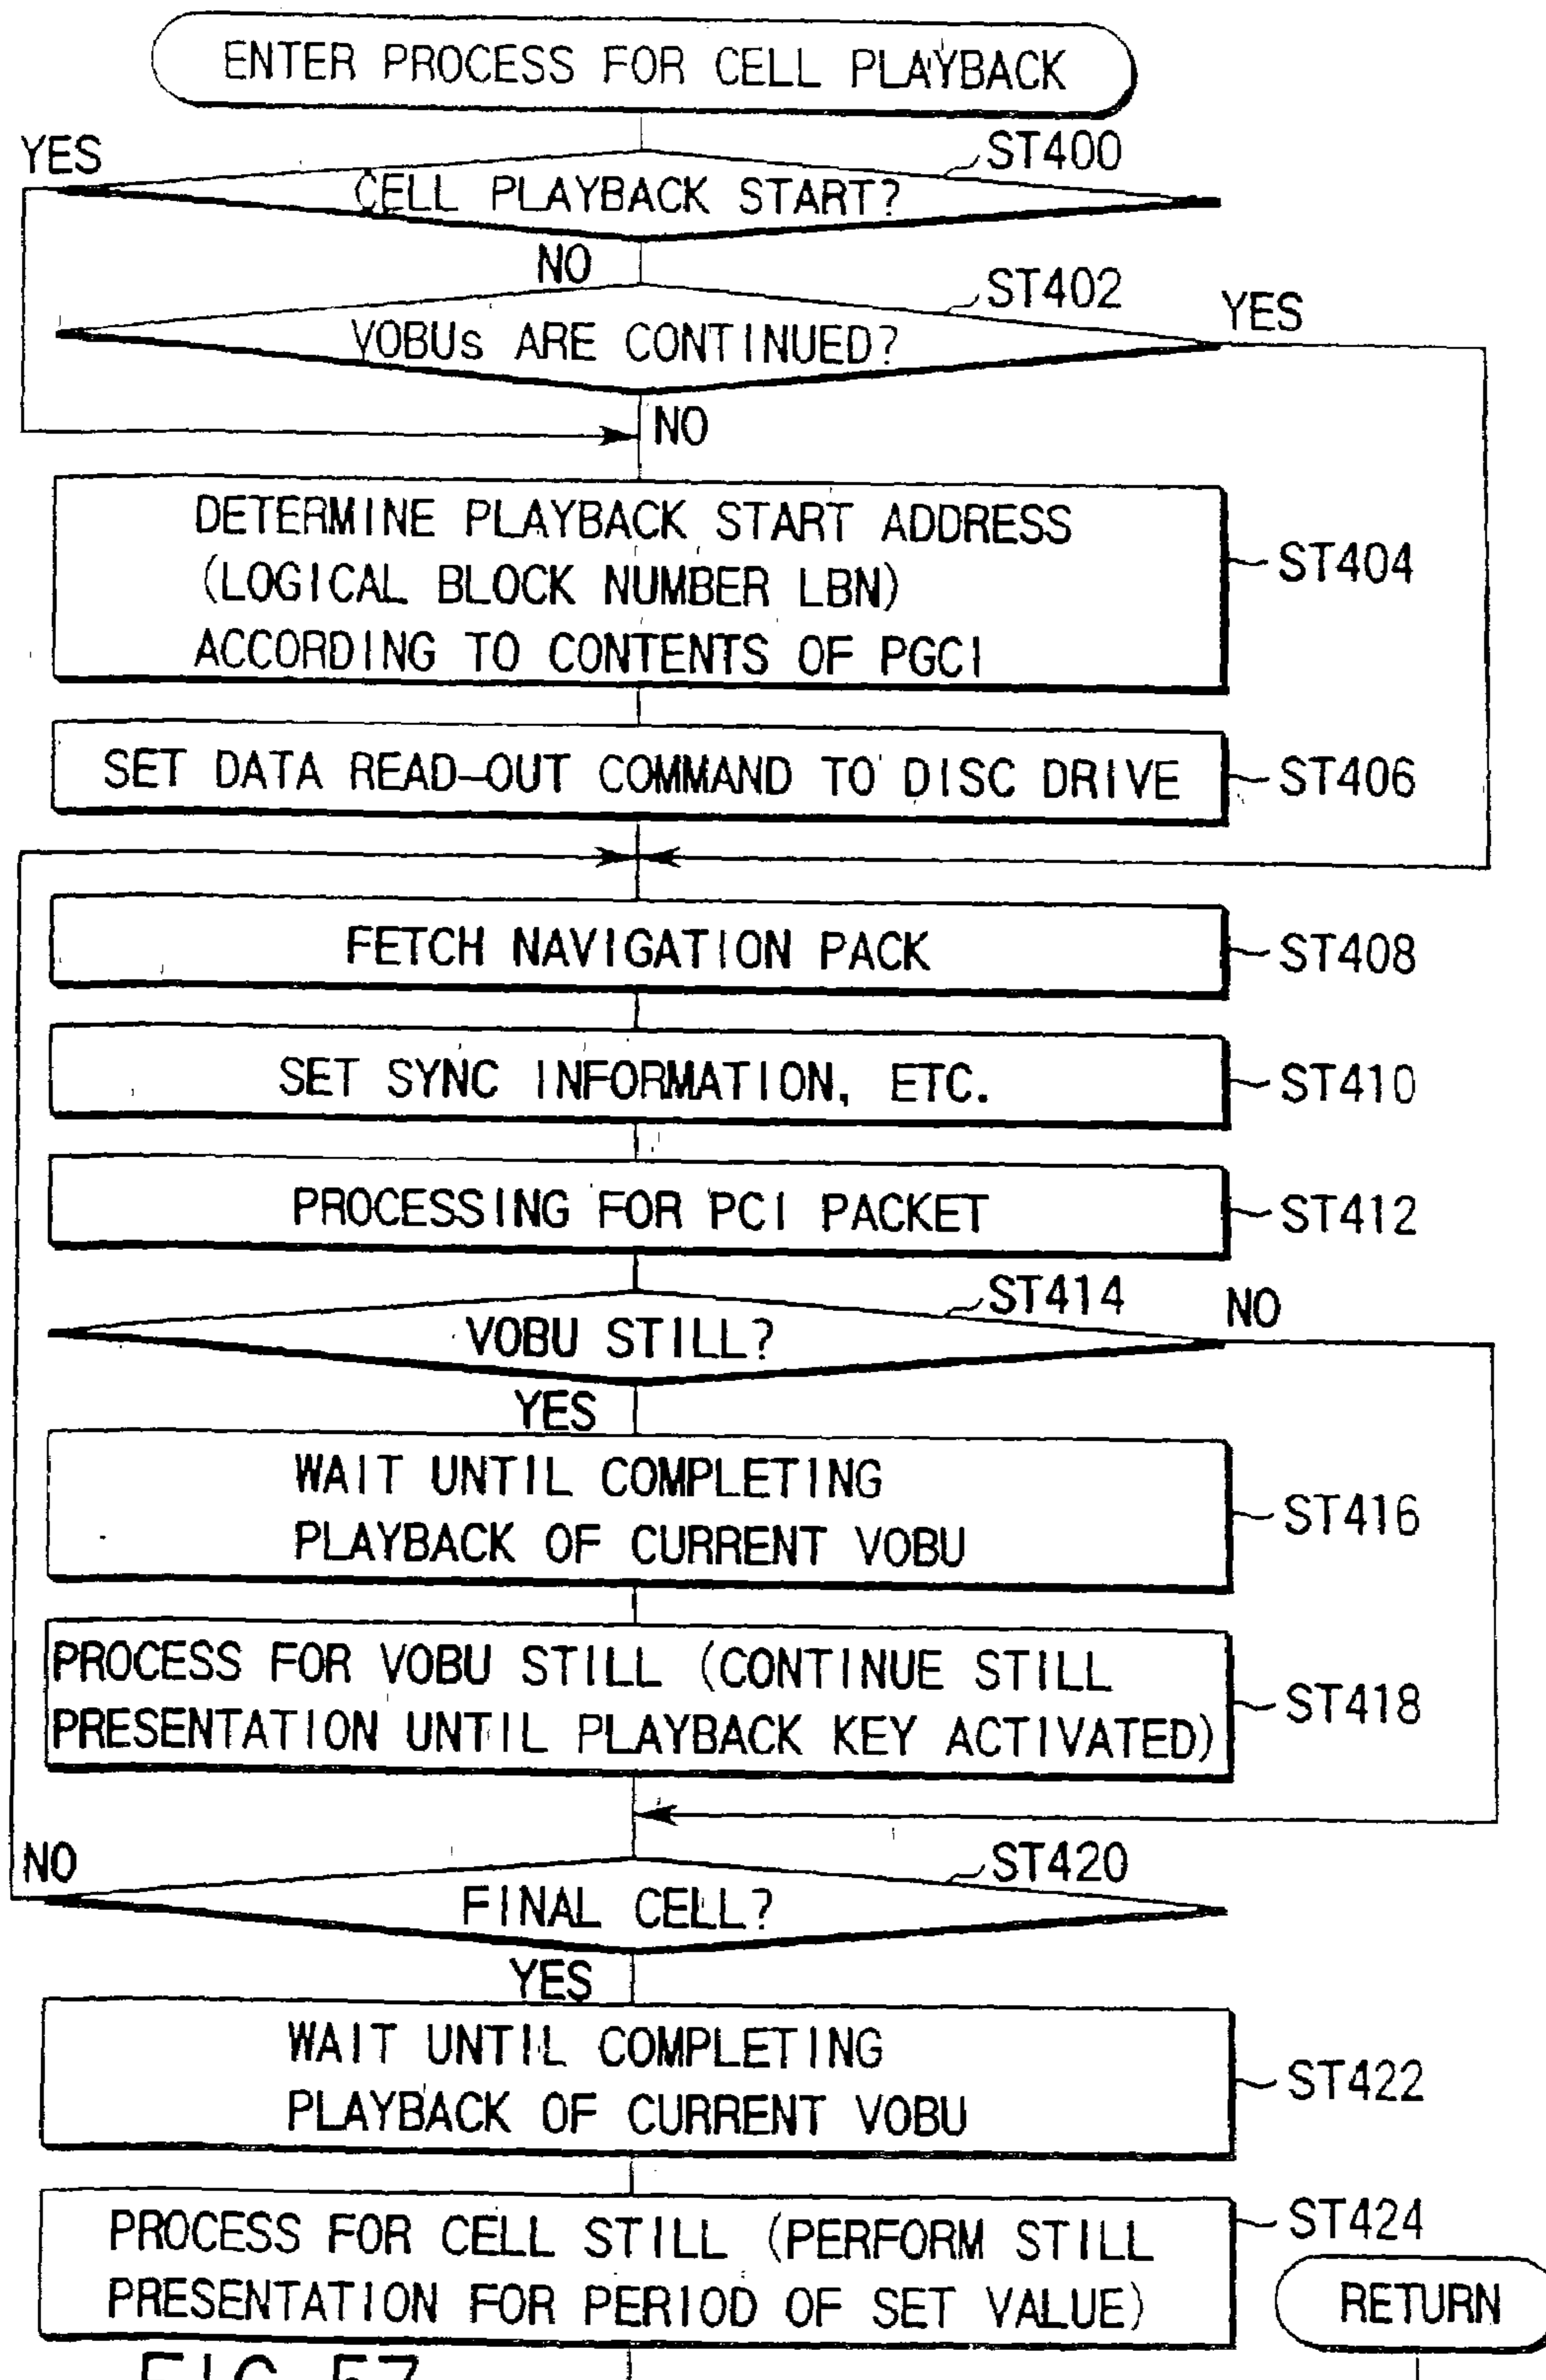 ENTER PROCESS FOR CELL PLAYBACK
YES
ST400
CELL PLAYBACK START?
NO
ST402
YES
VOBUs ARE CONTINUED?
NO
DETERMINE PLAYBACK START ADDRESS
(LOGICAL BLOCK NUMBER LBN)
ACCORDING TO CONTENTS OF PGCI
ST404
SET DATA READ-OUT COMMAND TO DISC DRIVE
ST406
FETCH NAVIGATION PACK
ST408
SET SYNC INFORMATION, ETC.
ST410
PROCESSING FOR PCI PACKET
ST412
ST414
NO
VOBU STILL?
YES
WAIT UNTIL COMPLETING
PLAYBACK OF CURRENT VOBU
ST416
PROCESS FOR VOBU STILL (CONTINUE STILL
PRESENTATION UNTIL PLAYBACK KEY ACTIVATED)
ST418
NO
ST420
FINAL CELL?
YES
WAIT UNTIL COMPLETING
PLAYBACK OF CURRENT VOBU
ST422
PROCESS FOR CELL STILL (PERFORM STILL
PRESENTATION FOR PERIOD OF SET VALUE)
ST424
RETURN
FIG. 57